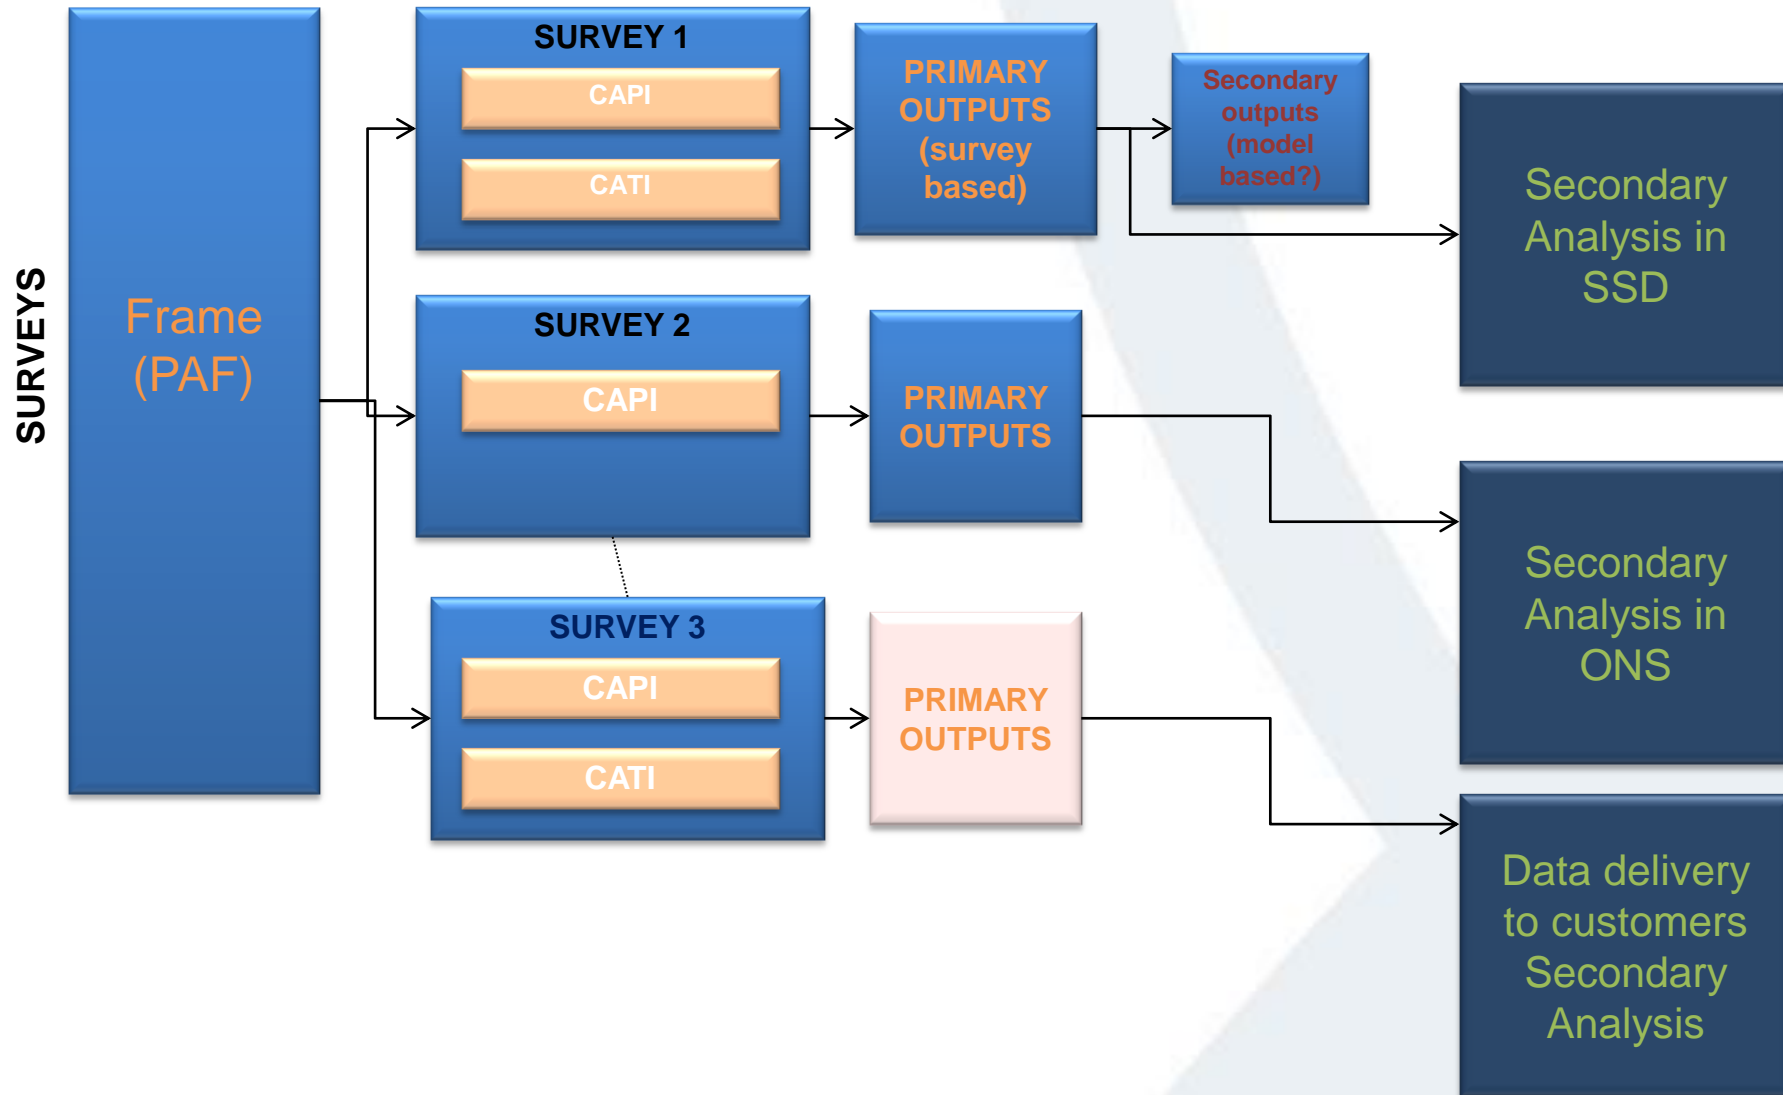 SURVEYS
Frame
(PAF)
SURVEY 1
CAPI
CATI
PRIMARY
OUTPUTS
(survey
based)
Secondary
outputs
(model
based?)
Secondary
Analysis in
SSD
SURVEY 2
CAPI
PRIMARY
OUTPUTS
Secondary
Analysis in
ONS
SURVEY 3
CAPI
CATI
PRIMARY
OUTPUTS
Data delivery
to customers
Secondary
Analysis